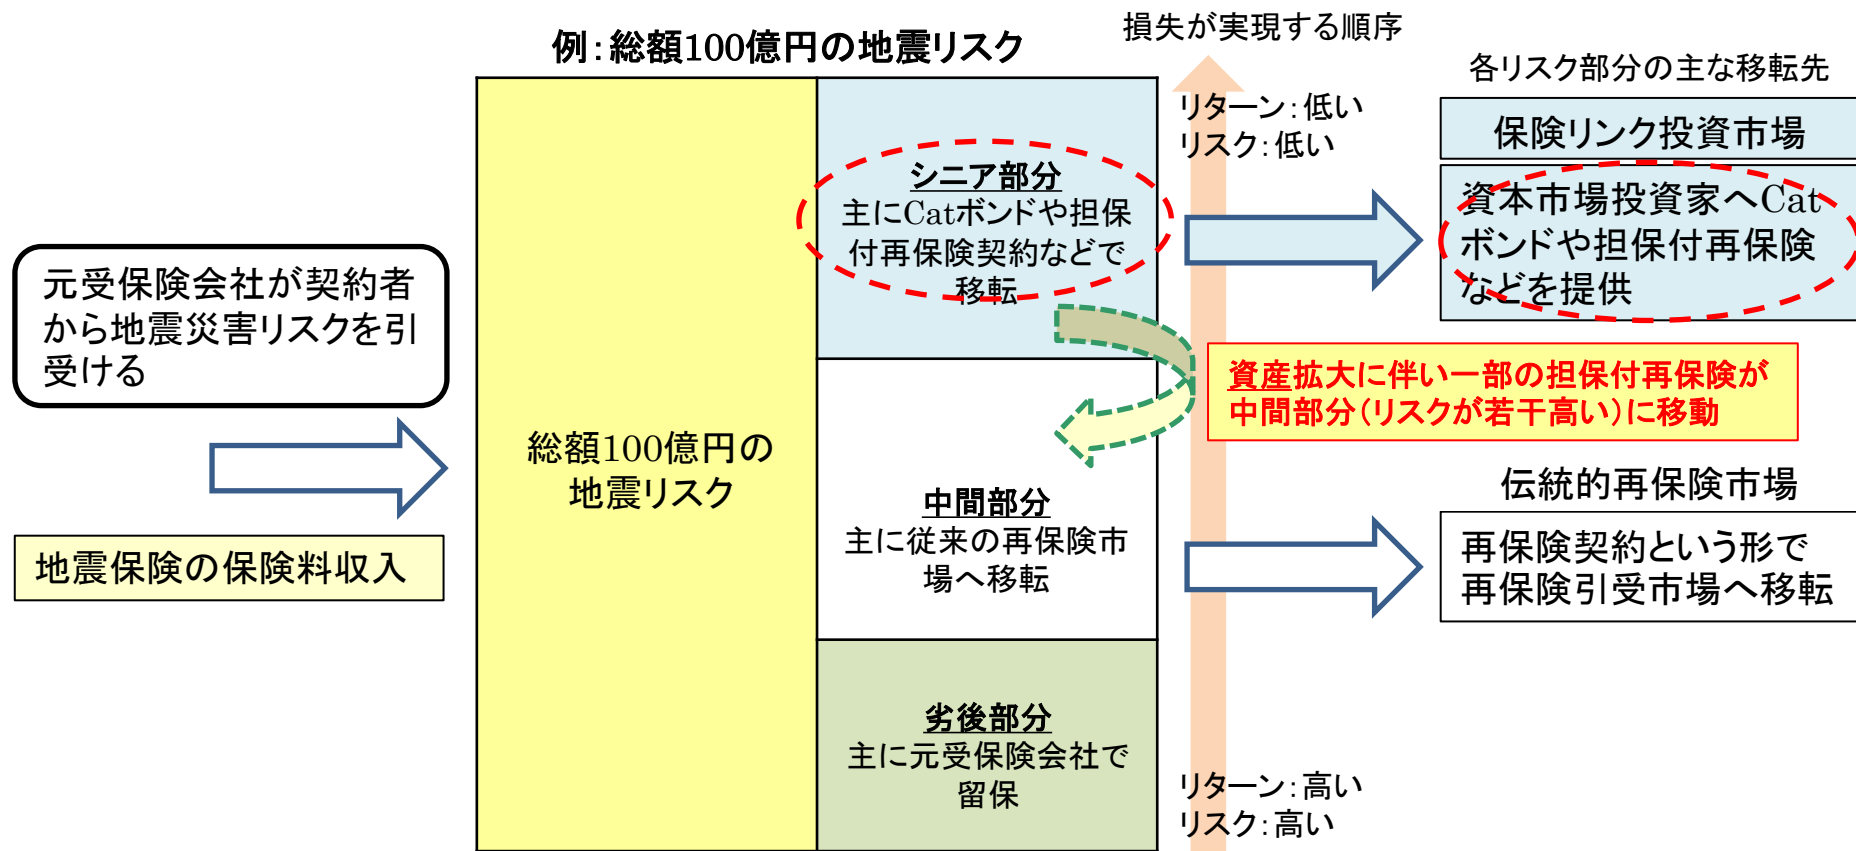 例：総額100億円の地震リスク
損失が実現する順序
各リスク部分の主な移転先
元受保険会社が契約者
から地震災害リスクを引
受ける
地震保険の保険料収入
総額100億円の
地震リスク
シニア部分
主にCatボンドや担保
付再保険契約などで
移転
中間部分
主に従来の再保険市
場へ移転
劣後部分
主に元受保険会社で
留保
リターン：低い
リスク：低い
リターン：高い
リスク：高い
保険リンク投資市場
資本市場投資家へCat
ボンドや担保付再保険
などを提供
資産拡大に伴い一部の担保付再保険が
中間部分（リスクが若干高い）に移動
伝統的再保険市場
再保険契約という形で
再保険引受市場へ移転